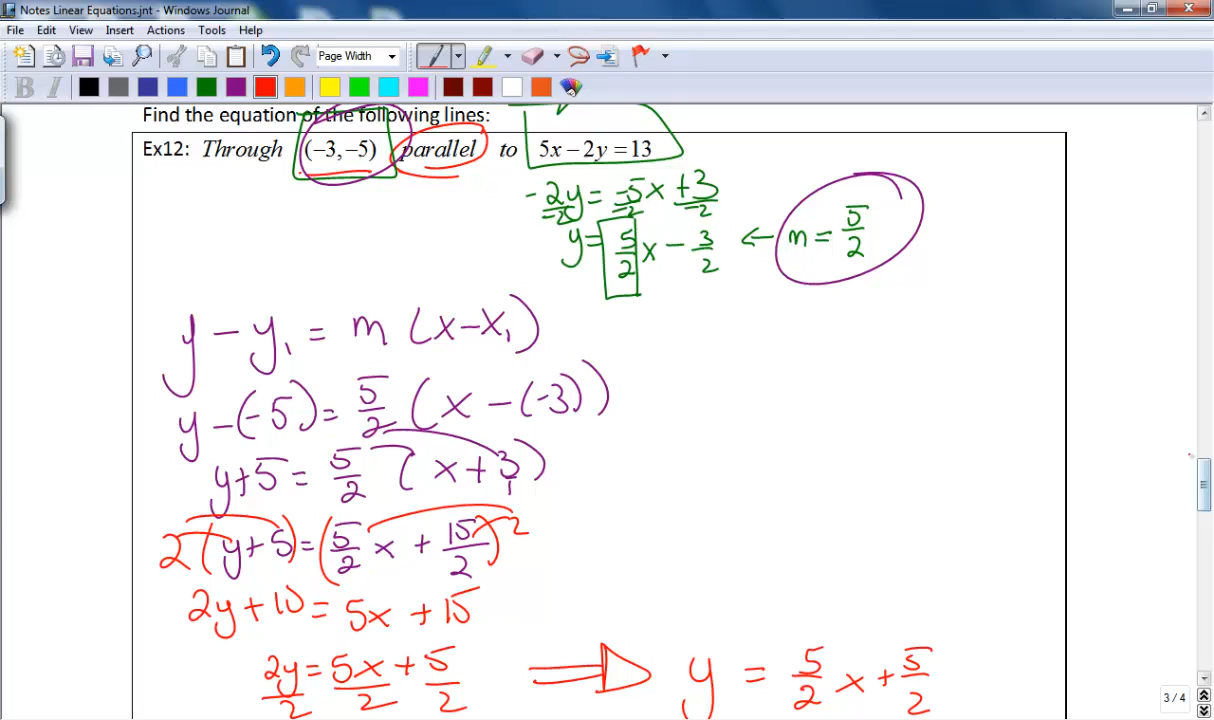 Notes Linear Equations.jnt - Windows Journal
File Edit View Insert Actions Tools Help
Page Width
B I
Find the equation of the following lines:
Ex12: Through (−3,−5) parallel to 5x−2y=13
-2y = -5x +3
-2 -2 -2
y = 5/2 x - 3/2 ← m = 5/2
y - y₁ = m (x - x₁)
y - (-5) = 5/2 (x - (-3))
y+5 = 5/2 (x+3)
1
2 (y+5) = (5/2 x + 15/2) 2
2y+10 = 5x +15
2y/2 = 5x/2 + 5/2 ⇒ y = 5/2 x + 5/2
3 / 4